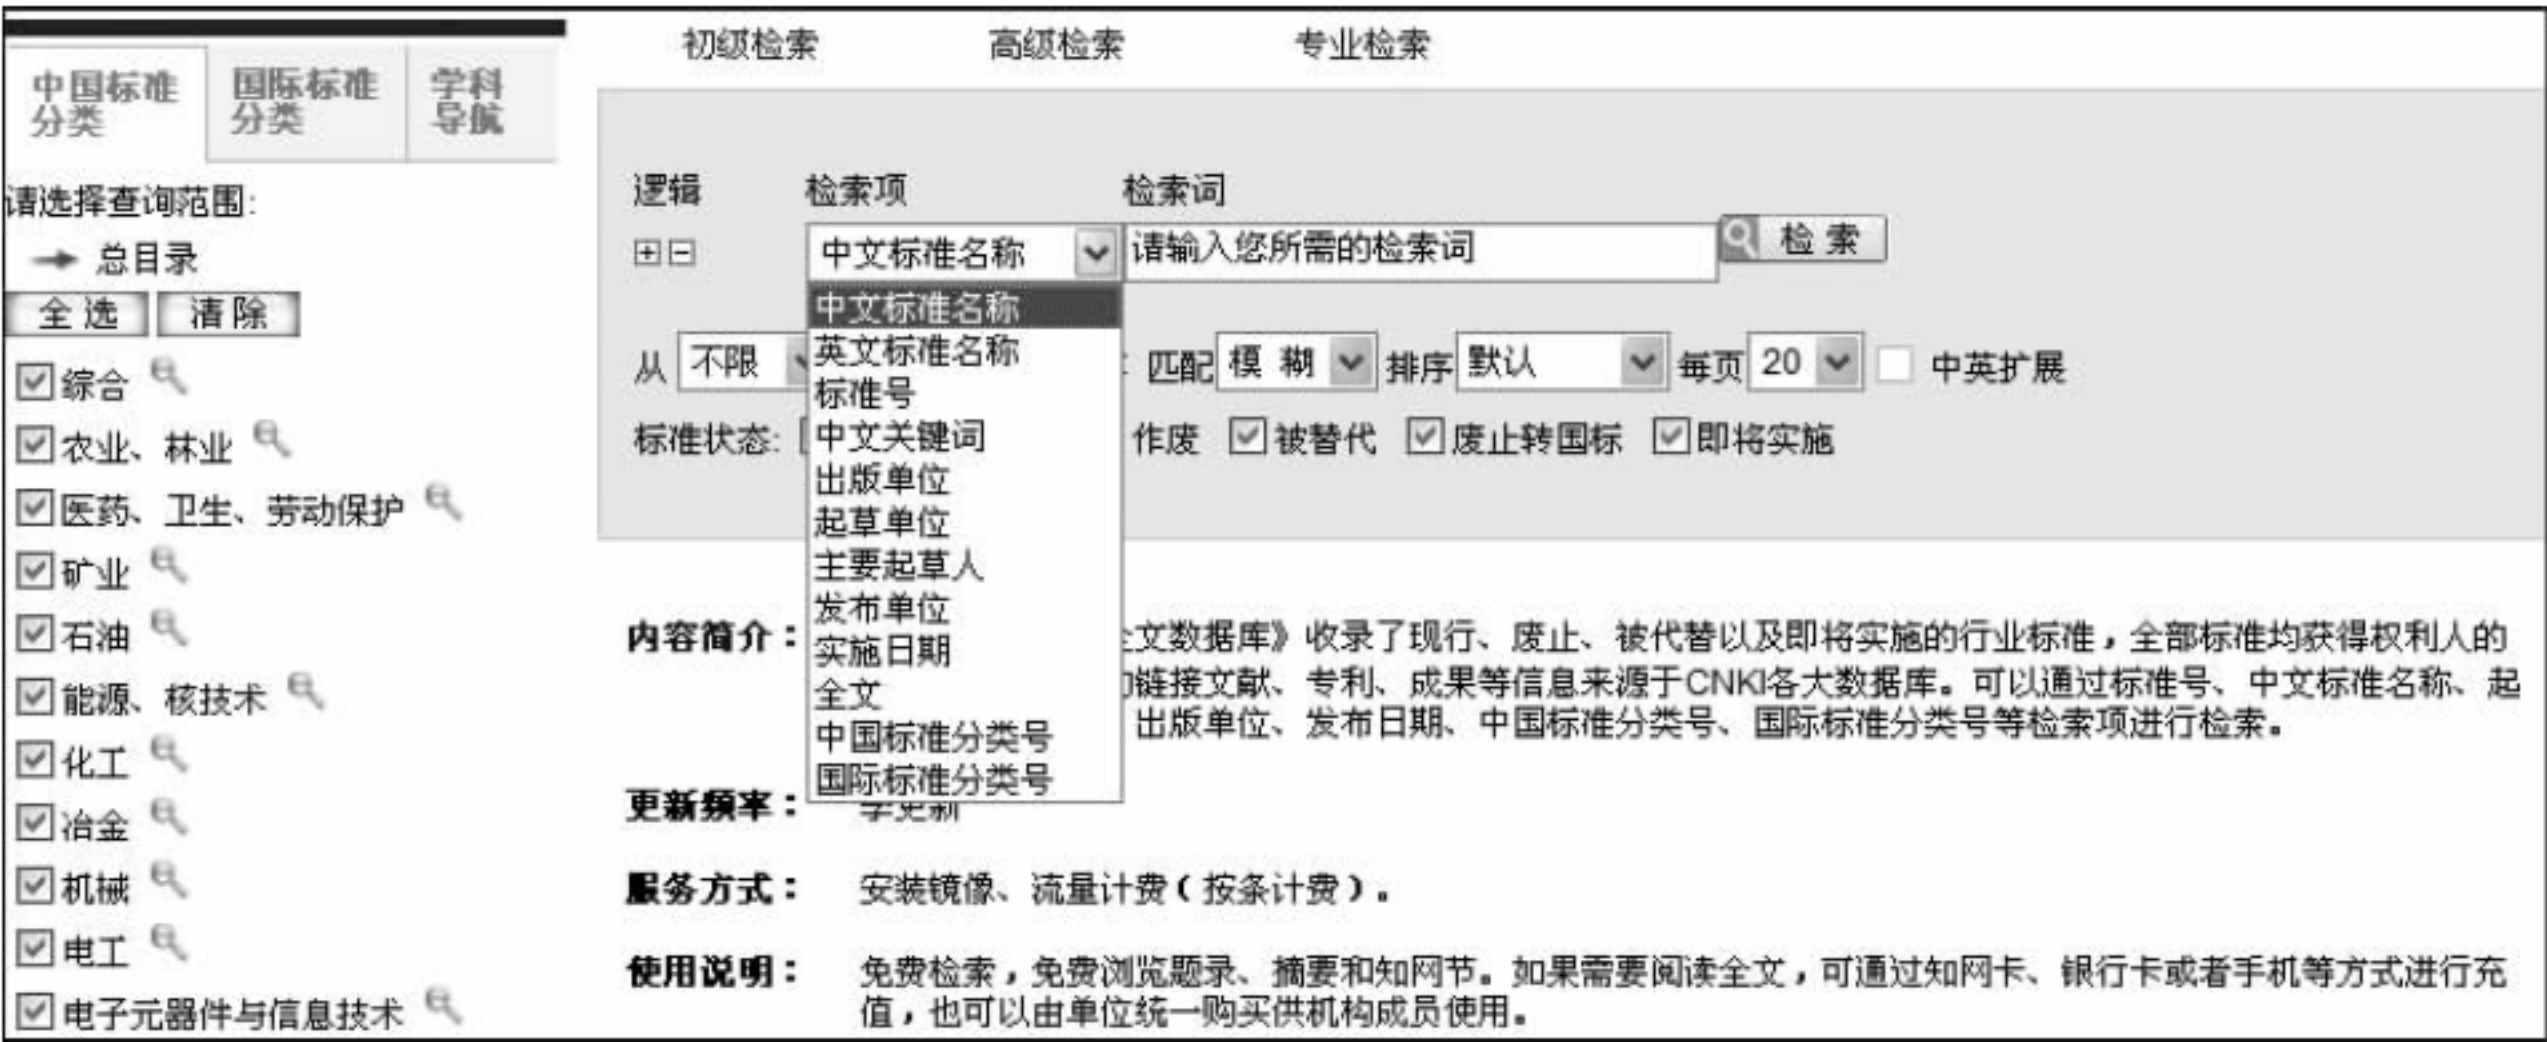 中国标准分类
国际标准分类
学科导航
请选择查询范围:
总目录
全选 清除
综合
农业、林业
医药、卫生、劳动保护
矿业
石油
能源、核技术
化工
冶金
机械
电工
电子元器件与信息技术
初级检索 高级检索 专业检索
逻辑 检索项 检索词
中文标准名称 请输入您所需的检索词 检索
中文标准名称
英文标准名称
标准号
中文关键词
出版单位
起草单位
主要起草人
发布单位
实施日期
全文
中国标准分类号
国际标准分类号
从 不限 匹配 模糊 排序 默认 每页 20 中英扩展
标准状态: 作废 被替代 废止转国标 即将实施
内容简介： 全文数据库》收录了现行、废止、被代替以及即将实施的行业标准，全部标准均获得权利人的
链接文献、专利、成果等信息来源于CNKI各大数据库。可以通过标准号、中文标准名称、起
出版单位、发布日期、中国标准分类号、国际标准分类号等检索项进行检索。
更新频率： 季更新
服务方式： 安装镜像、流量计费（按条计费）。
使用说明： 免费检索，免费浏览题录、摘要和知网节。如果需要阅读全文，可通过知网卡、银行卡或者手机等方式进行充
值，也可以由单位统一购买供机构成员使用。